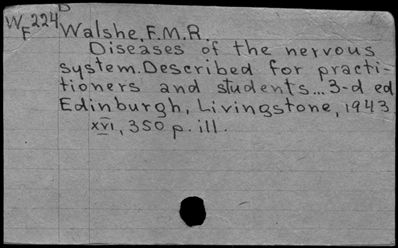 D
WF224 Walshe, F.M.R.
Diseases of the nervous
system. Described for practi-
tioners and students... 3-d ed
Edinburgh, Livingstone, 1943
xvi, 350 p. ill.